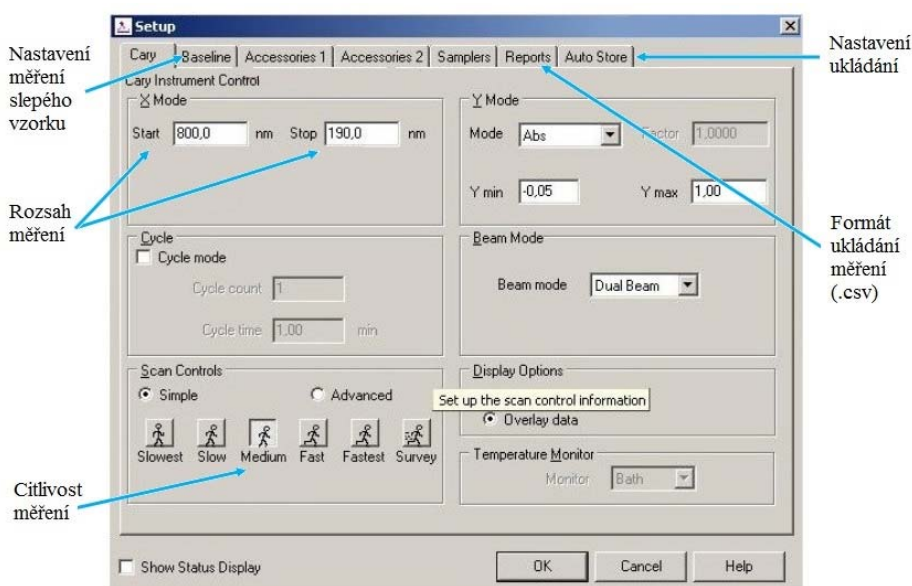 Setup
Cary Baseline Accessories 1 Accessories 2 Samplers Reports Auto Store
Cary Instrument Control
X Mode
Start 800,0 nm Stop 190,0 nm
Y Mode
Mode Abs Factor 1,0000
Y min -0,05 Y max 1,00
Cycle
Cycle mode
Cycle count 1
Cycle time 1,00 min
Beam Mode
Beam mode Dual Beam
Scan Controls
Simple Advanced
Slowest Slow Medium Fast Fastest Survey
Display Options
Set up the scan control information
Overlay data
Temperature Monitor
Monitor Bath
Show Status Display
OK Cancel Help
Nastavení
měření
slepého
vzorku
Rozsah
měření
Citlivost
měření
Nastavení
ukládání
Formát
ukládání
měření
(.csv)